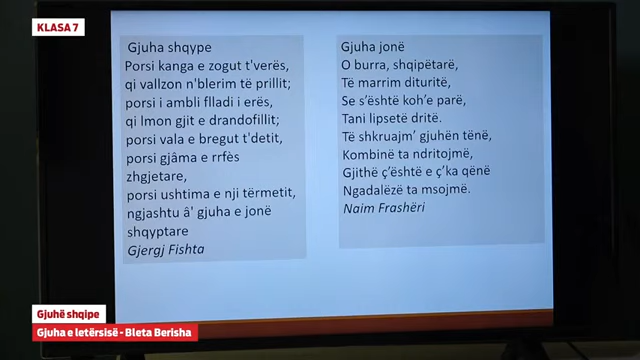 KLASA 7
Gjuha shqype
Porsi kanga e zogut t'verës,
qi vallzon n'blerim të prillit;
porsi i ambli flladi i erës,
qi lmon gjit e drandofillit;
porsi vala e bregut t'detit,
porsi gjâma e rrfès
zhgjetare,
porsi ushtima e nji tërmetit,
ngjashtu â' gjuha e jonë
shqyptare
Gjergj Fishta
Gjuha jonë
O burra, shqipëtarë,
Të marrim dituritë,
Se s'është koh'e parë,
Tani lipsetë dritë.
Të shkruajm' gjuhën tënë,
Kombinë ta ndritojmë,
Gjithë ç'është e ç'ka qënë
Ngadalëzë ta msojmë.
Naim Frashëri
Gjuhë shqipe
Gjuha e letërsisë - Bleta Berisha